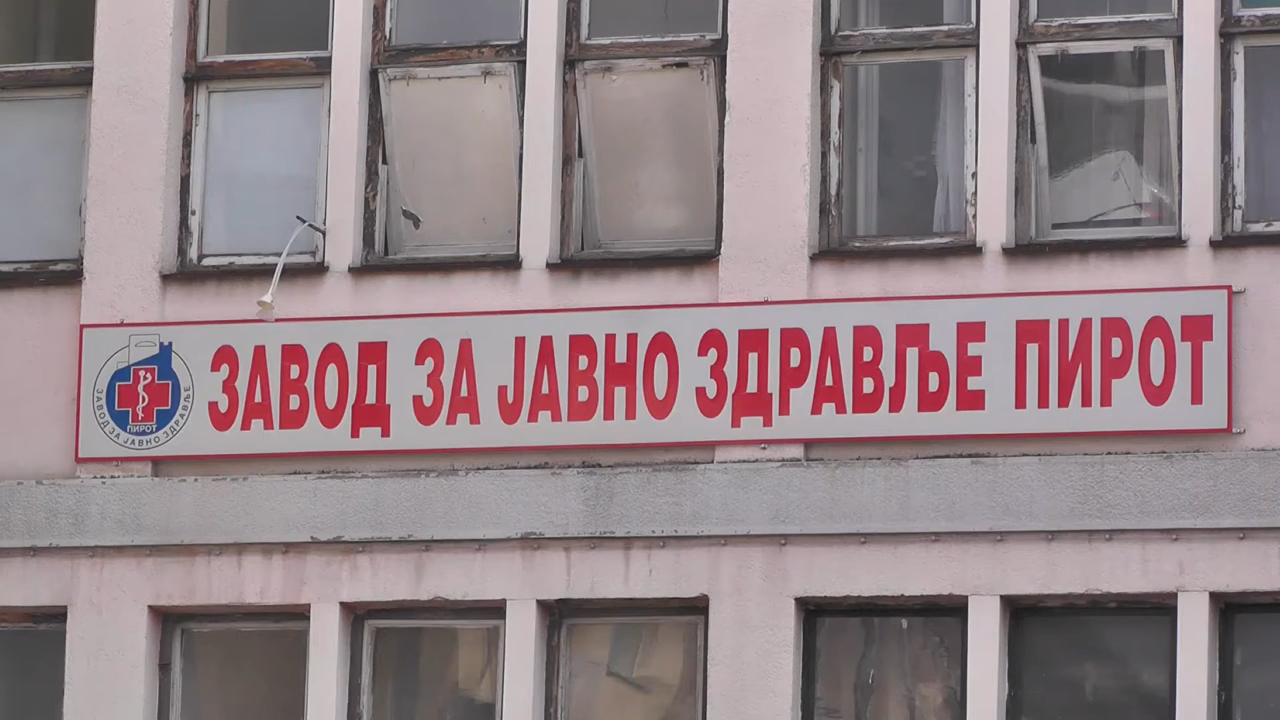 ЗАВОД ЗА ЈАВНО ЗДРАВЉЕ ПИРОТ
ПИРОТ
ЗАВОД ЗА ЈАВНО ЗДРАВЉЕ